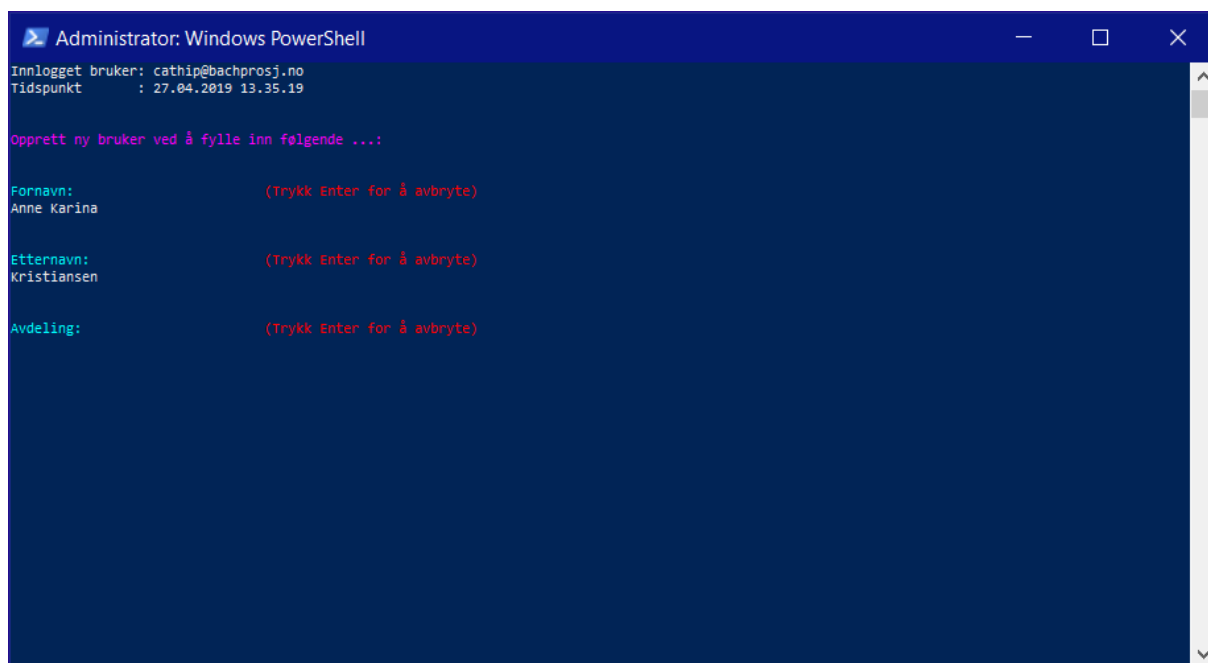 Administrator: Windows PowerShell
Innlogget bruker: cathip@bachprosj.no
Tidspunkt : 27.04.2019 13.35.19
Opprett ny bruker ved å fylle inn følgende ...:
Fornavn: (Trykk Enter for å avbryte)
Anne Karina
Etternavn: (Trykk Enter for å avbryte)
Kristiansen
Avdeling: (Trykk Enter for å avbryte)